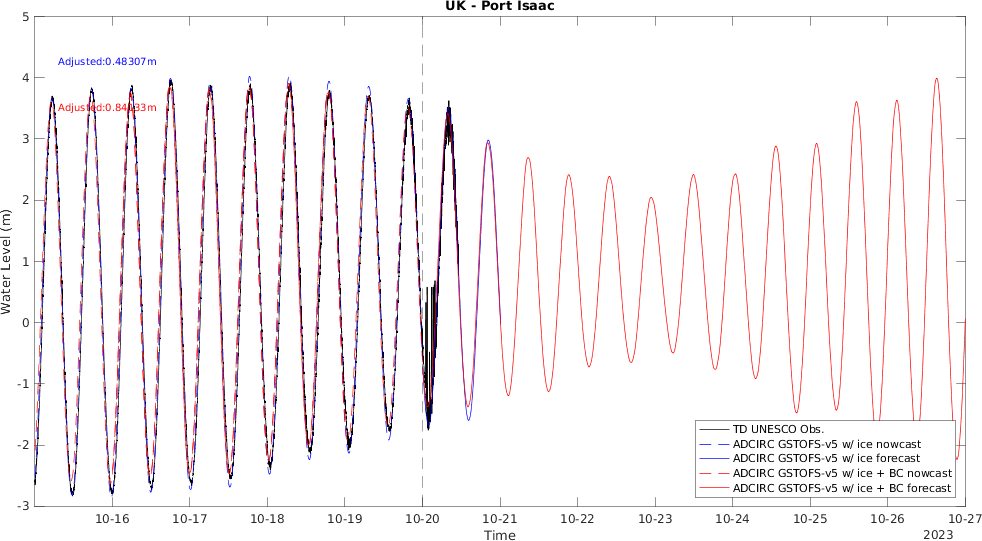 UK - Port Isaac
5
4
3
2
1
0
-1
-2
-3
Water Level (m)
Adjusted:0.48307m
TD UNESCO Obs.
ADCIRC GSTOFS-v5 w/ ice nowcast
ADCIRC GSTOFS-v5 w/ ice forecast
ADCIRC GSTOFS-v5 w/ ice + BC nowcast
ADCIRC GSTOFS-v5 w/ ice + BC forecast
10-16 10-17 10-18 10-19 10-20 10-21 10-22 10-23 10-24 10-25 10-26 10-27
Time
2023